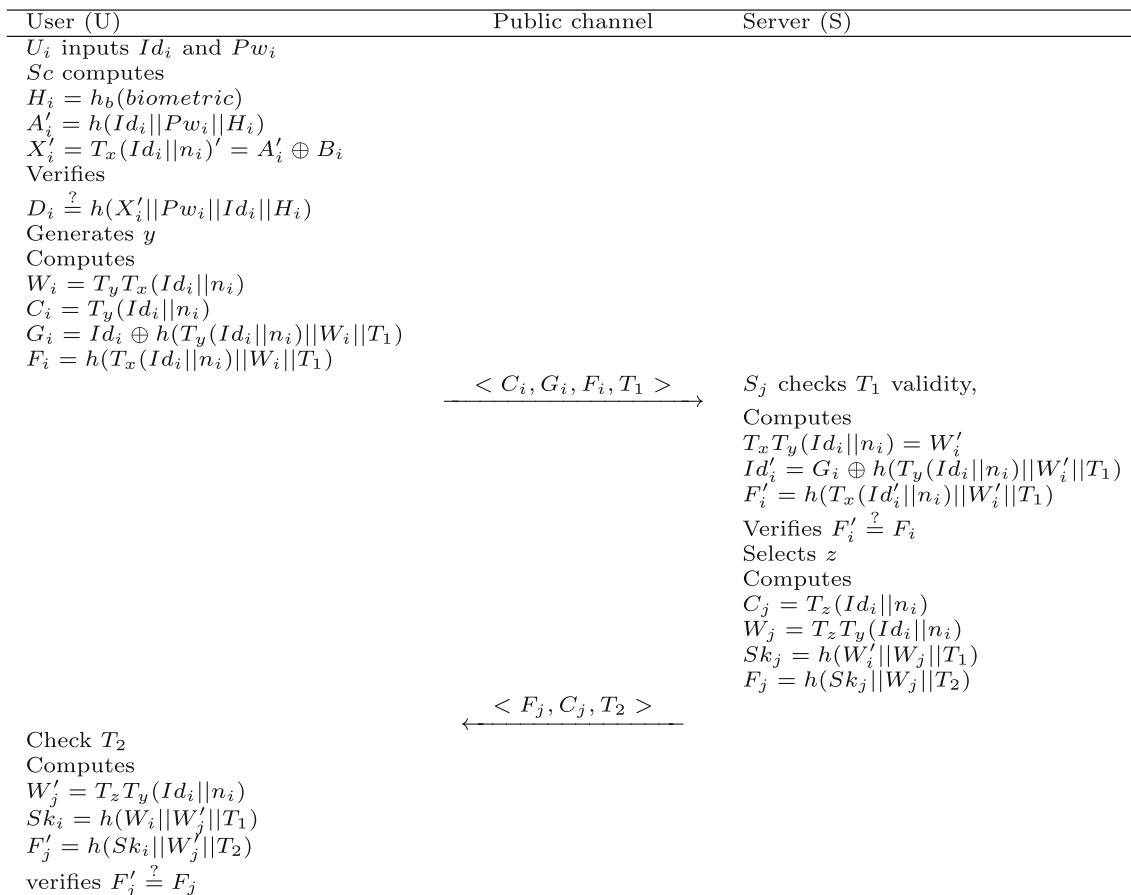 User (U) Public channel Server (S)
U_i inputs Id_i and Pw_i
Sc computes
H_i = h_b(biometric)
A'_i = h(Id_i||Pw_i||H_i)
X'_i = T_x(Id_i||n_i)' = A'_i ⊕ B_i
Verifies
D_i ?= h(X'_i||Pw_i||Id_i||H_i)
Generates y
Computes
W_i = T_yT_x(Id_i||n_i)
C_i = T_y(Id_i||n_i)
G_i = Id_i ⊕ h(T_y(Id_i||n_i)||W_i||T_1)
F_i = h(T_x(Id_i||n_i)||W_i||T_1)
< C_i, G_i, F_i, T_1 >
S_j checks T_1 validity,
Computes
T_xT_y(Id_i||n_i) = W'_i
Id'_i = G_i ⊕ h(T_y(Id_i||n_i)||W'_i||T_1)
F'_i = h(T_x(Id'_i||n_i)||W'_i||T_1)
Verifies F'_i ?= F_i
Selects z
Computes
C_j = T_z(Id_i||n_i)
W_j = T_zT_y(Id_i||n_i)
Sk_j = h(W'_i||W_j||T_1)
F_j = h(Sk_j||W_j||T_2)
< F_j, C_j, T_2 >
Check T_2
Computes
W'_j = T_zT_y(Id_i||n_i)
Sk_i = h(W_i||W'_j||T_1)
F'_j = h(Sk_i||W'_j||T_2)
verifies F'_j ?= F_j